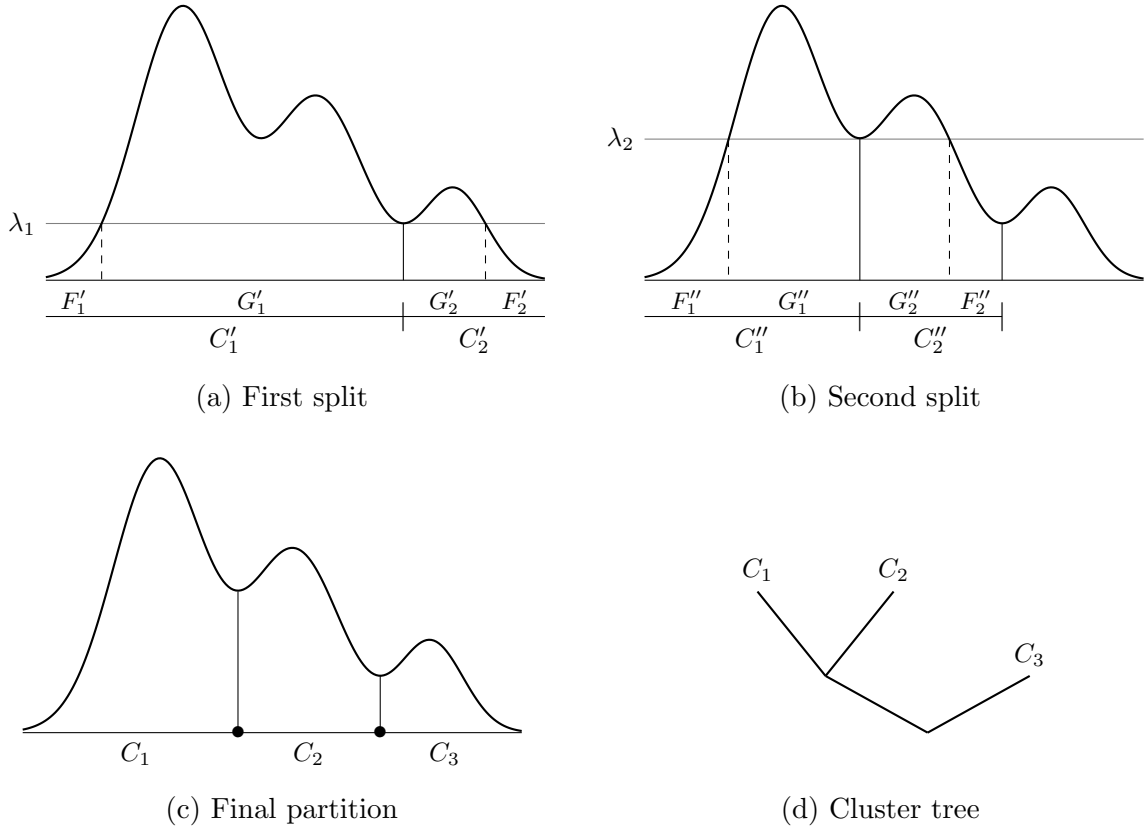 λ₁
F′₁ G′₁ G′₂ F′₂
C′₁ C′₂
(a) First split
λ₂
F″₁ G″₁ G″₂ F″₂
C″₁ C″₂
(b) Second split
C₁ C₂ C₃
(c) Final partition
C₁ C₂
C₃
(d) Cluster tree